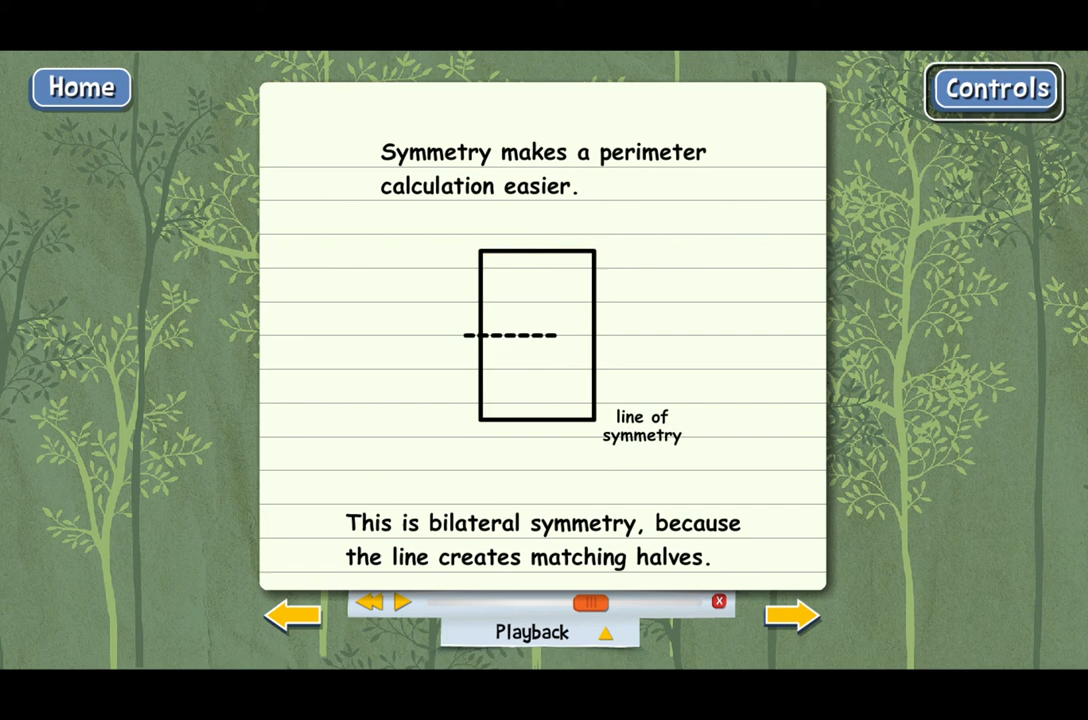 Home
Controls
Symmetry makes a perimeter
calculation easier.
line of
symmetry
This is bilateral symmetry, because
the line creates matching halves.
Playback